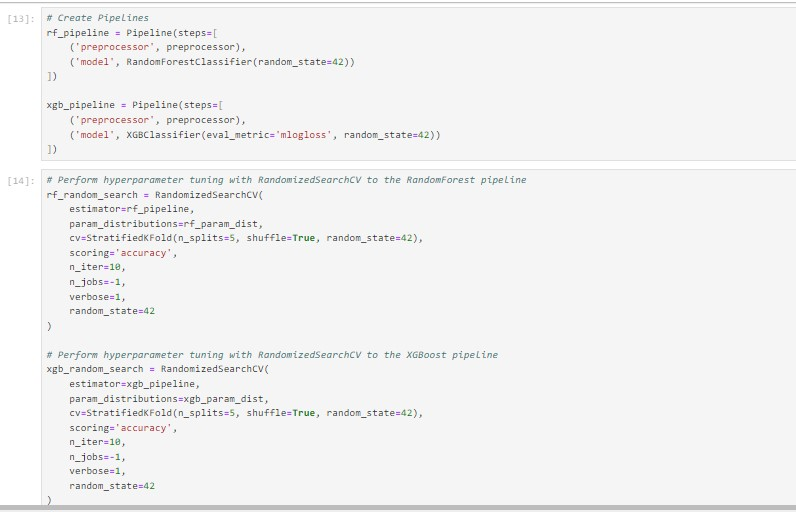 [13]:
# Create Pipelines
rf_pipeline = Pipeline(steps=[
    ('preprocessor', preprocessor),
    ('model', RandomForestClassifier(random_state=42))
])

xgb_pipeline = Pipeline(steps=[
    ('preprocessor', preprocessor),
    ('model', XGBClassifier(eval_metric='mlogloss', random_state=42))
])
[14]:
# Perform hyperparameter tuning with RandomizedSearchCV to the RandomForest pipeline
rf_random_search = RandomizedSearchCV(
    estimator=rf_pipeline,
    param_distributions=rf_param_dist,
    cv=StratifiedKFold(n_splits=5, shuffle=True, random_state=42),
    scoring='accuracy',
    n_iter=10,
    n_jobs=-1,
    verbose=1,
    random_state=42
)

# Perform hyperparameter tuning with RandomizedSearchCV to the XGBoost pipeline
xgb_random_search = RandomizedSearchCV(
    estimator=xgb_pipeline,
    param_distributions=xgb_param_dist,
    cv=StratifiedKFold(n_splits=5, shuffle=True, random_state=42),
    scoring='accuracy',
    n_iter=10,
    n_jobs=-1,
    verbose=1,
    random_state=42
)